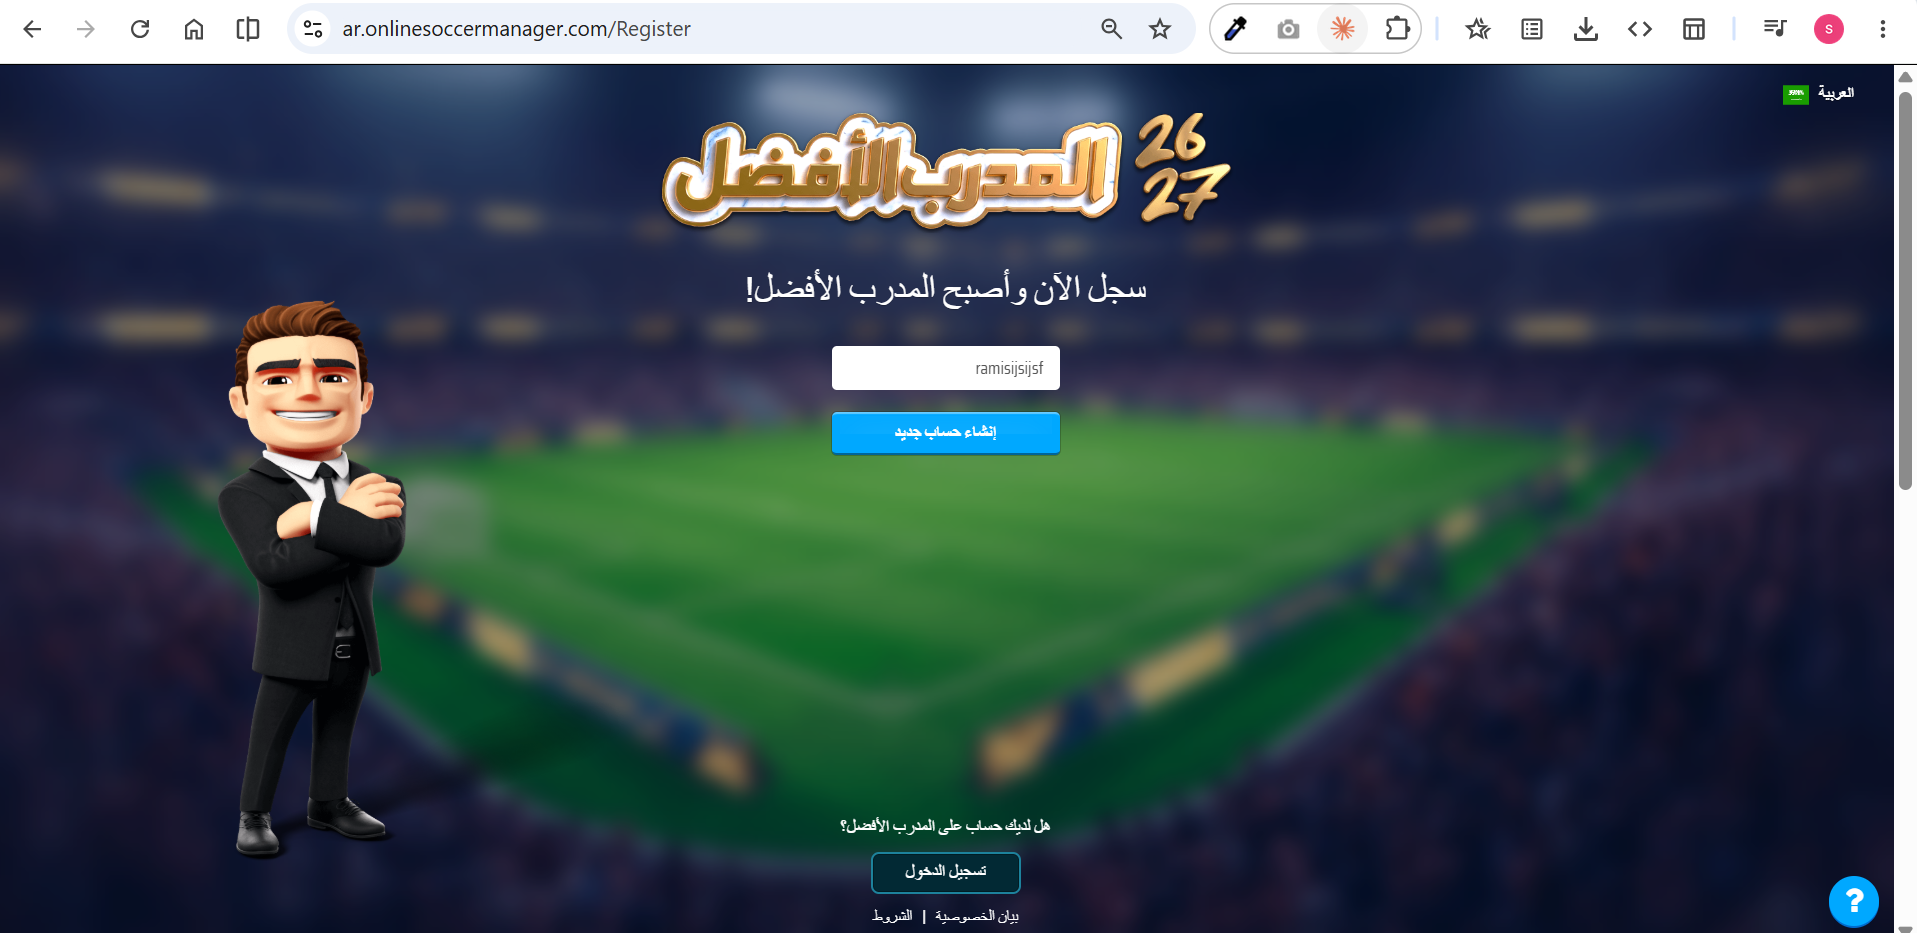 ar.onlinesoccermanager.com/Register
S
العربية
المدرب الأفضل
26
27
سجل الآن وأصبح المدرب الأفضل!
ramisijsijsf
إنشاء حساب جديد
هل لديك حساب على المدرب الأفضل؟
تسجيل الدخول
بيان الخصوصية | الشروط
?